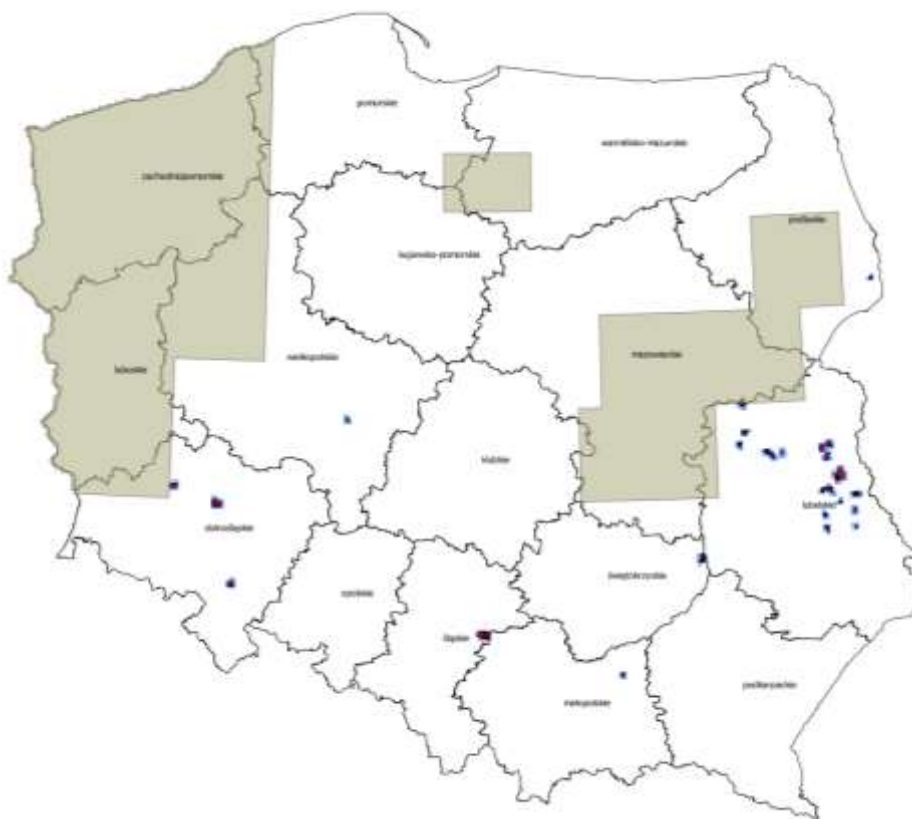 pomorskie
warmińsko-mazurskie
zachodniopomorskie
podlaskie
kujawsko-pomorskie
mazowieckie
lubuskie
wielkopolskie
łódzkie
lubelskie
dolnośląskie
świętokrzyskie
opolskie
śląskie
podkarpackie
małopolskie